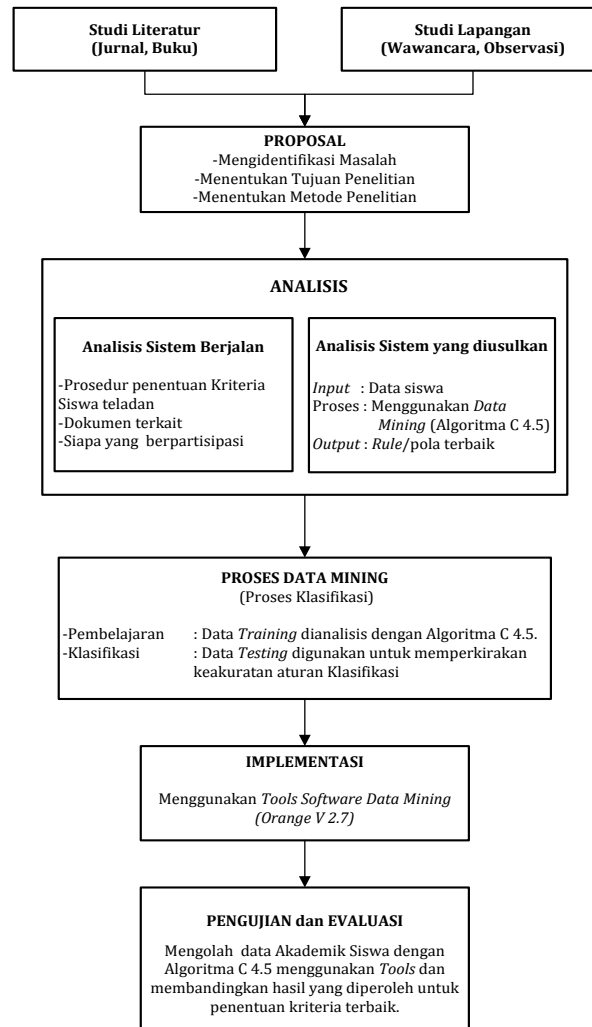 Studi Literatur
(Jurnal, Buku)
Studi Lapangan
(Wawancara, Observasi)
PROPOSAL
-Mengidentifikasi Masalah
-Menentukan Tujuan Penelitian
-Menentukan Metode Penelitian
ANALISIS
Analisis Sistem Berjalan
-Prosedur penentuan Kriteria
Siswa teladan
-Dokumen terkait
-Siapa yang berpartisipasi
Analisis Sistem yang diusulkan
Input : Data siswa
Proses : Menggunakan Data
Mining (Algoritma C 4.5)
Output : Rule/pola terbaik
PROSES DATA MINING
(Proses Klasifikasi)
-Pembelajaran : Data Training dianalisis dengan Algoritma C 4.5.
-Klasifikasi : Data Testing digunakan untuk memperkirakan
keakuratan aturan Klasifikasi
IMPLEMENTASI
Menggunakan Tools Software Data Mining
(Orange V 2.7)
PENGUJIAN dan EVALUASI
Mengolah data Akademik Siswa dengan
Algoritma C 4.5 menggunakan Tools dan
membandingkan hasil yang diperoleh untuk
penentuan kriteria terbaik.